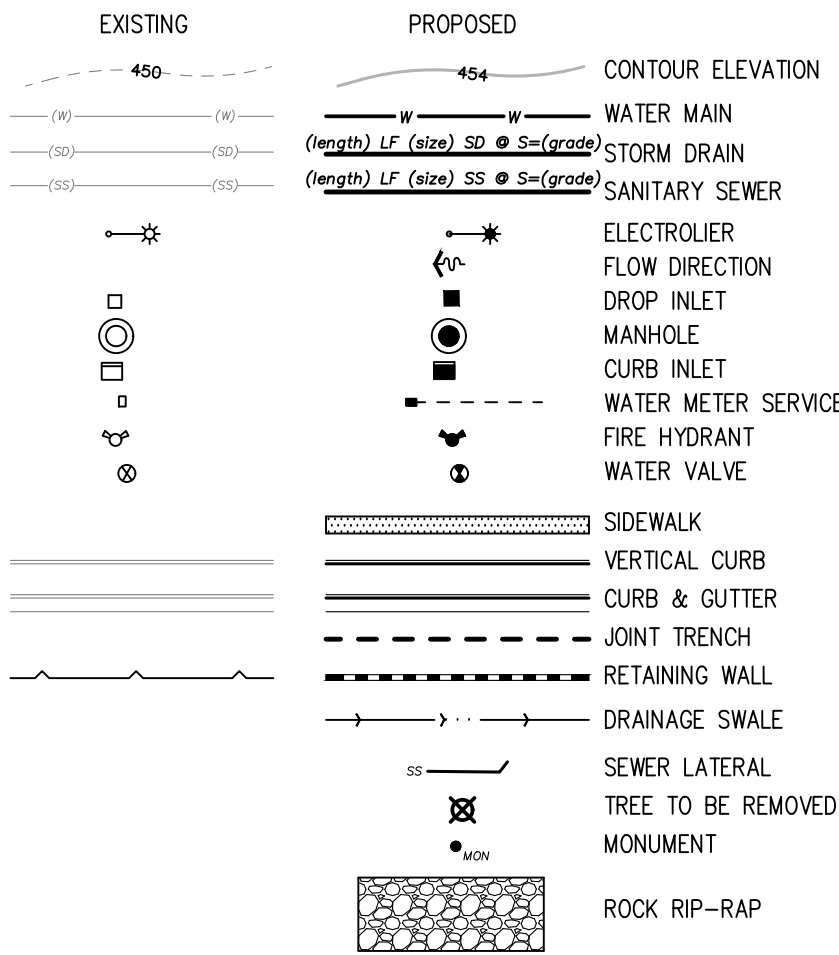 EXISTING PROPOSED
450 454 CONTOUR ELEVATION
(W) (W) W W WATER MAIN
(SD) (SD) (length) LF (size) SD @ S=(grade) STORM DRAIN
(SS) (SS) (length) LF (size) SS @ S=(grade) SANITARY SEWER
ELECTROLIER
FLOW DIRECTION
DROP INLET
MANHOLE
CURB INLET
WATER METER SERVICE
FIRE HYDRANT
WATER VALVE
SIDEWALK
VERTICAL CURB
CURB & GUTTER
JOINT TRENCH
RETAINING WALL
DRAINAGE SWALE
SS SEWER LATERAL
TREE TO BE REMOVED
MON MONUMENT
ROCK RIP-RAP